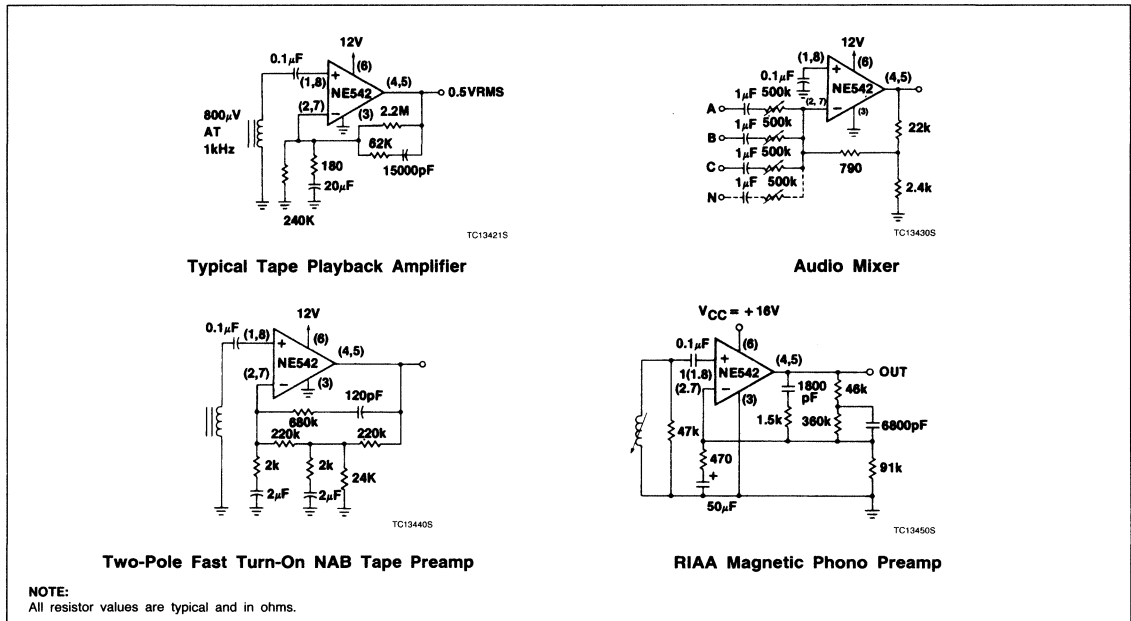 12V
0.1μF
(1,8)
+
(6)
NE542
(4,5)
0.5VRMS
(2,7)
−
(3)
800μV
AT
1kHz
2.2M
62K
15000pF
180
20μF
240K
TC13421S
Typical Tape Playback Amplifier
12V
(1,8)
+
(6)
0.1μF
NE542
(4,5)
1μF 500k
(2, 7)
−
(3)
A
1μF 500k
B
1μF 500k
C
1μF 500k
N
22k
790
2.4k
TC13430S
Audio Mixer
12V
0.1μF
(1,8)
+
(6)
NE542
(4,5)
(2,7)
−
(3)
120pF
680k
220k
220k
2k
2k
24K
2μF
2μF
TC13440S
Two-Pole Fast Turn-On NAB Tape Preamp
VCC = + 16V
0.1μF
(6)
+
1(1.8)
NE542
(4,5)
OUT
(2.7)
−
(3)
1800
pF
46k
1.5k
360k
6800pF
47k
470
+
91k
50μF
TC13450S
RIAA Magnetic Phono Preamp
NOTE:
All resistor values are typical and in ohms.